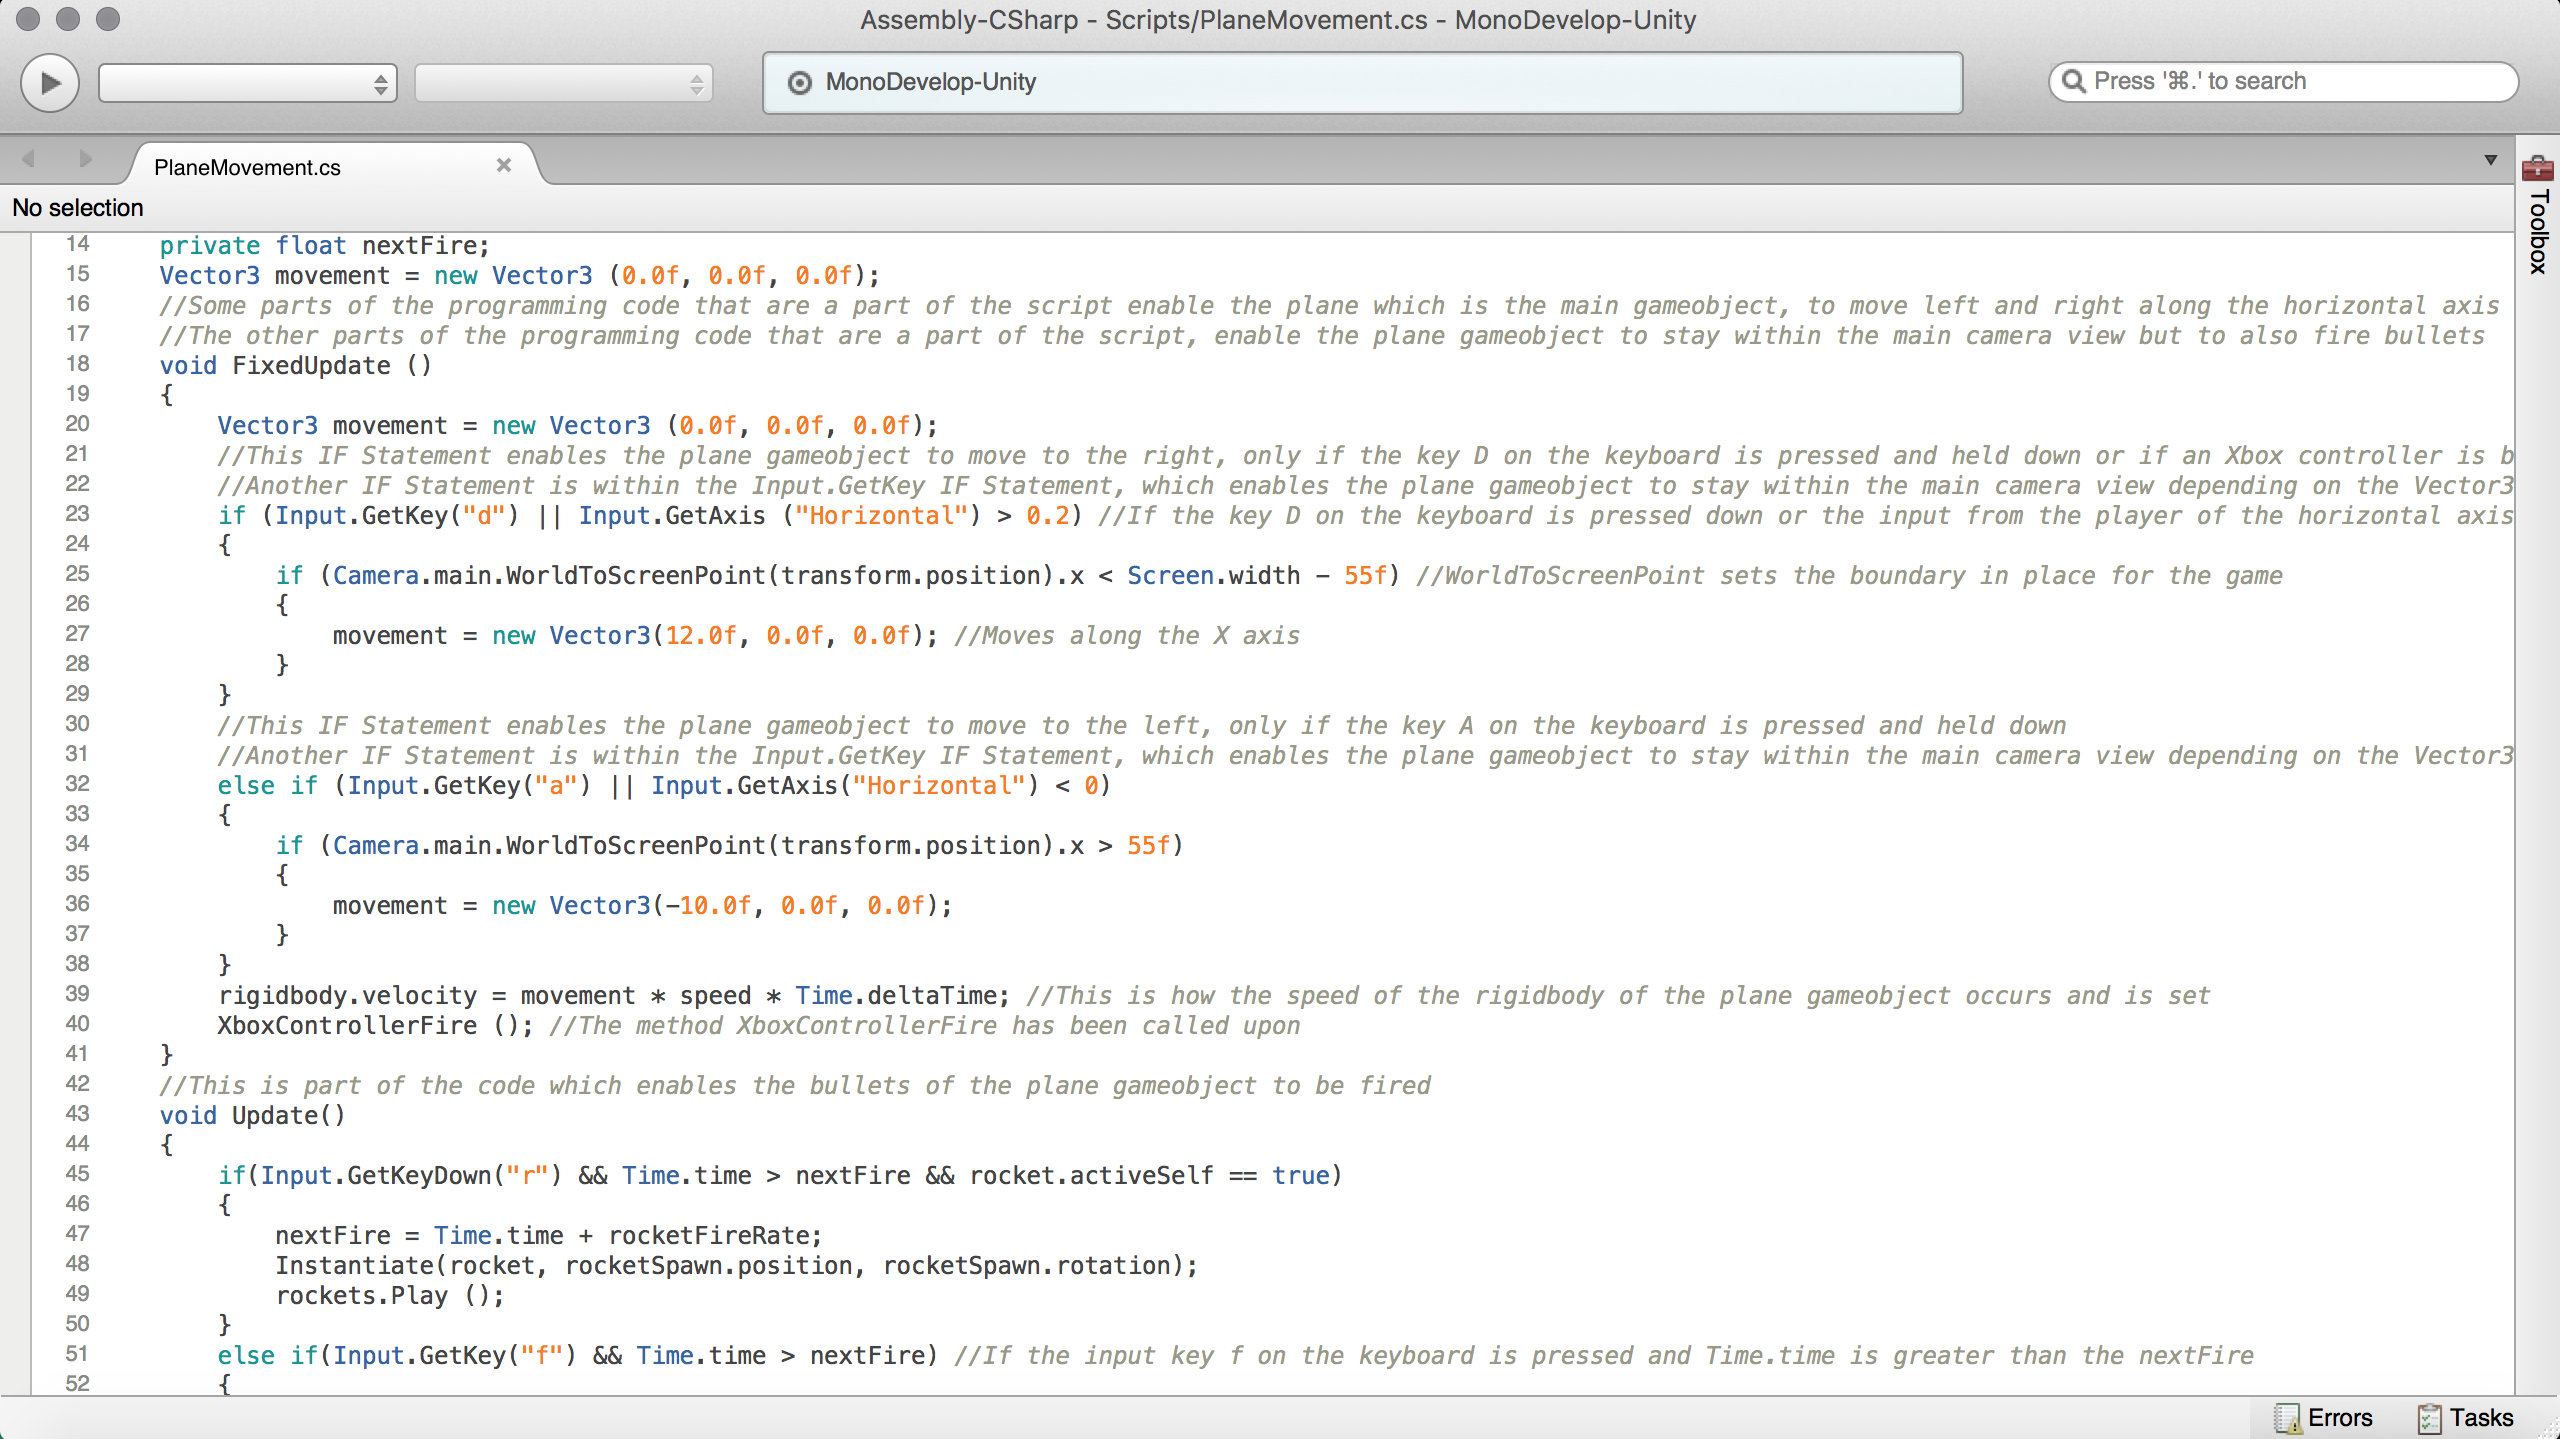 Assembly-CSharp - Scripts/PlaneMovement.cs - MonoDevelop-Unity
MonoDevelop-Unity
Press '⌘.' to search
PlaneMovement.cs
No selection
Toolbox
14 private float nextFire;
15 Vector3 movement = new Vector3 (0.0f, 0.0f, 0.0f);
16 //Some parts of the programming code that are a part of the script enable the plane which is the main gameobject, to move left and right along the horizontal axis
17 //The other parts of the programming code that are a part of the script, enable the plane gameobject to stay within the main camera view but to also fire bullets
18 void FixedUpdate ()
19 {
20 Vector3 movement = new Vector3 (0.0f, 0.0f, 0.0f);
21 //This IF Statement enables the plane gameobject to move to the right, only if the key D on the keyboard is pressed and held down or if an Xbox controller is b
22 //Another IF Statement is within the Input.GetKey IF Statement, which enables the plane gameobject to stay within the main camera view depending on the Vector3
23 if (Input.GetKey("d") || Input.GetAxis ("Horizontal") > 0.2) //If the key D on the keyboard is pressed down or the input from the player of the horizontal axis
24 {
25 if (Camera.main.WorldToScreenPoint(transform.position).x < Screen.width - 55f) //WorldToScreenPoint sets the boundary in place for the game
26 {
27 movement = new Vector3(12.0f, 0.0f, 0.0f); //Moves along the X axis
28 }
29 }
30 //This IF Statement enables the plane gameobject to move to the left, only if the key A on the keyboard is pressed and held down
31 //Another IF Statement is within the Input.GetKey IF Statement, which enables the plane gameobject to stay within the main camera view depending on the Vector3
32 else if (Input.GetKey("a") || Input.GetAxis("Horizontal") < 0)
33 {
34 if (Camera.main.WorldToScreenPoint(transform.position).x > 55f)
35 {
36 movement = new Vector3(-10.0f, 0.0f, 0.0f);
37 }
38 }
39 rigidbody.velocity = movement * speed * Time.deltaTime; //This is how the speed of the rigidbody of the plane gameobject occurs and is set
40 XboxControllerFire (); //The method XboxControllerFire has been called upon
41 }
42 //This is part of the code which enables the bullets of the plane gameobject to be fired
43 void Update()
44 {
45 if(Input.GetKeyDown("r") && Time.time > nextFire && rocket.activeSelf == true)
46 {
47 nextFire = Time.time + rocketFireRate;
48 Instantiate(rocket, rocketSpawn.position, rocketSpawn.rotation);
49 rockets.Play ();
50 }
51 else if(Input.GetKey("f") && Time.time > nextFire) //If the input key f on the keyboard is pressed and Time.time is greater than the nextFire
52 {
Errors Tasks